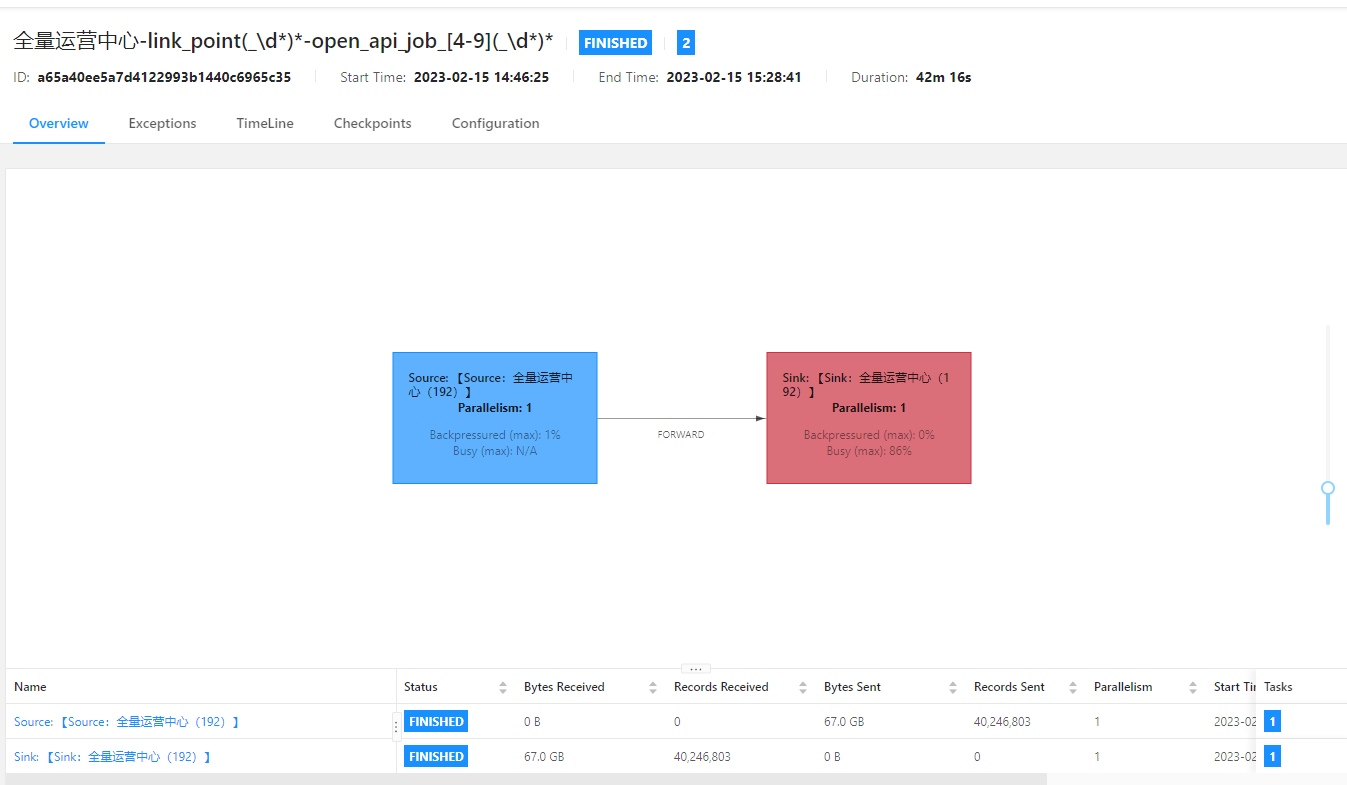 全量运营中心-link_point(_\d*)*-open_api_job_[4-9](_\d*)* FINISHED 2
ID: a65a40ee5a7d4122993b1440c6965c35 Start Time: 2023-02-15 14:46:25 End Time: 2023-02-15 15:28:41 Duration: 42m 16s
Overview Exceptions TimeLine Checkpoints Configuration
Source: 【Source: 全量运营中
心（192）】
Parallelism: 1
Backpressured (max): 1%
Busy (max): N/A
FORWARD
Sink: 【Sink: 全量运营中心（1
92）】
Parallelism: 1
Backpressured (max): 0%
Busy (max): 86%
Name Status Bytes Received Records Received Bytes Sent Records Sent Parallelism Start Tir Tasks
Source: 【Source: 全量运营中心（192）】 FINISHED 0 B 0 67.0 GB 40,246,803 1 2023-02 1
Sink: 【Sink: 全量运营中心（192）】 FINISHED 67.0 GB 40,246,803 0 B 0 1 2023-02 1